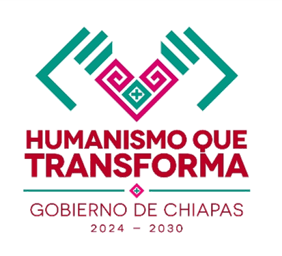 HUMANISMO QUE
TRANSFORMA
GOBIERNO DE CHIAPAS
2024 – 2030